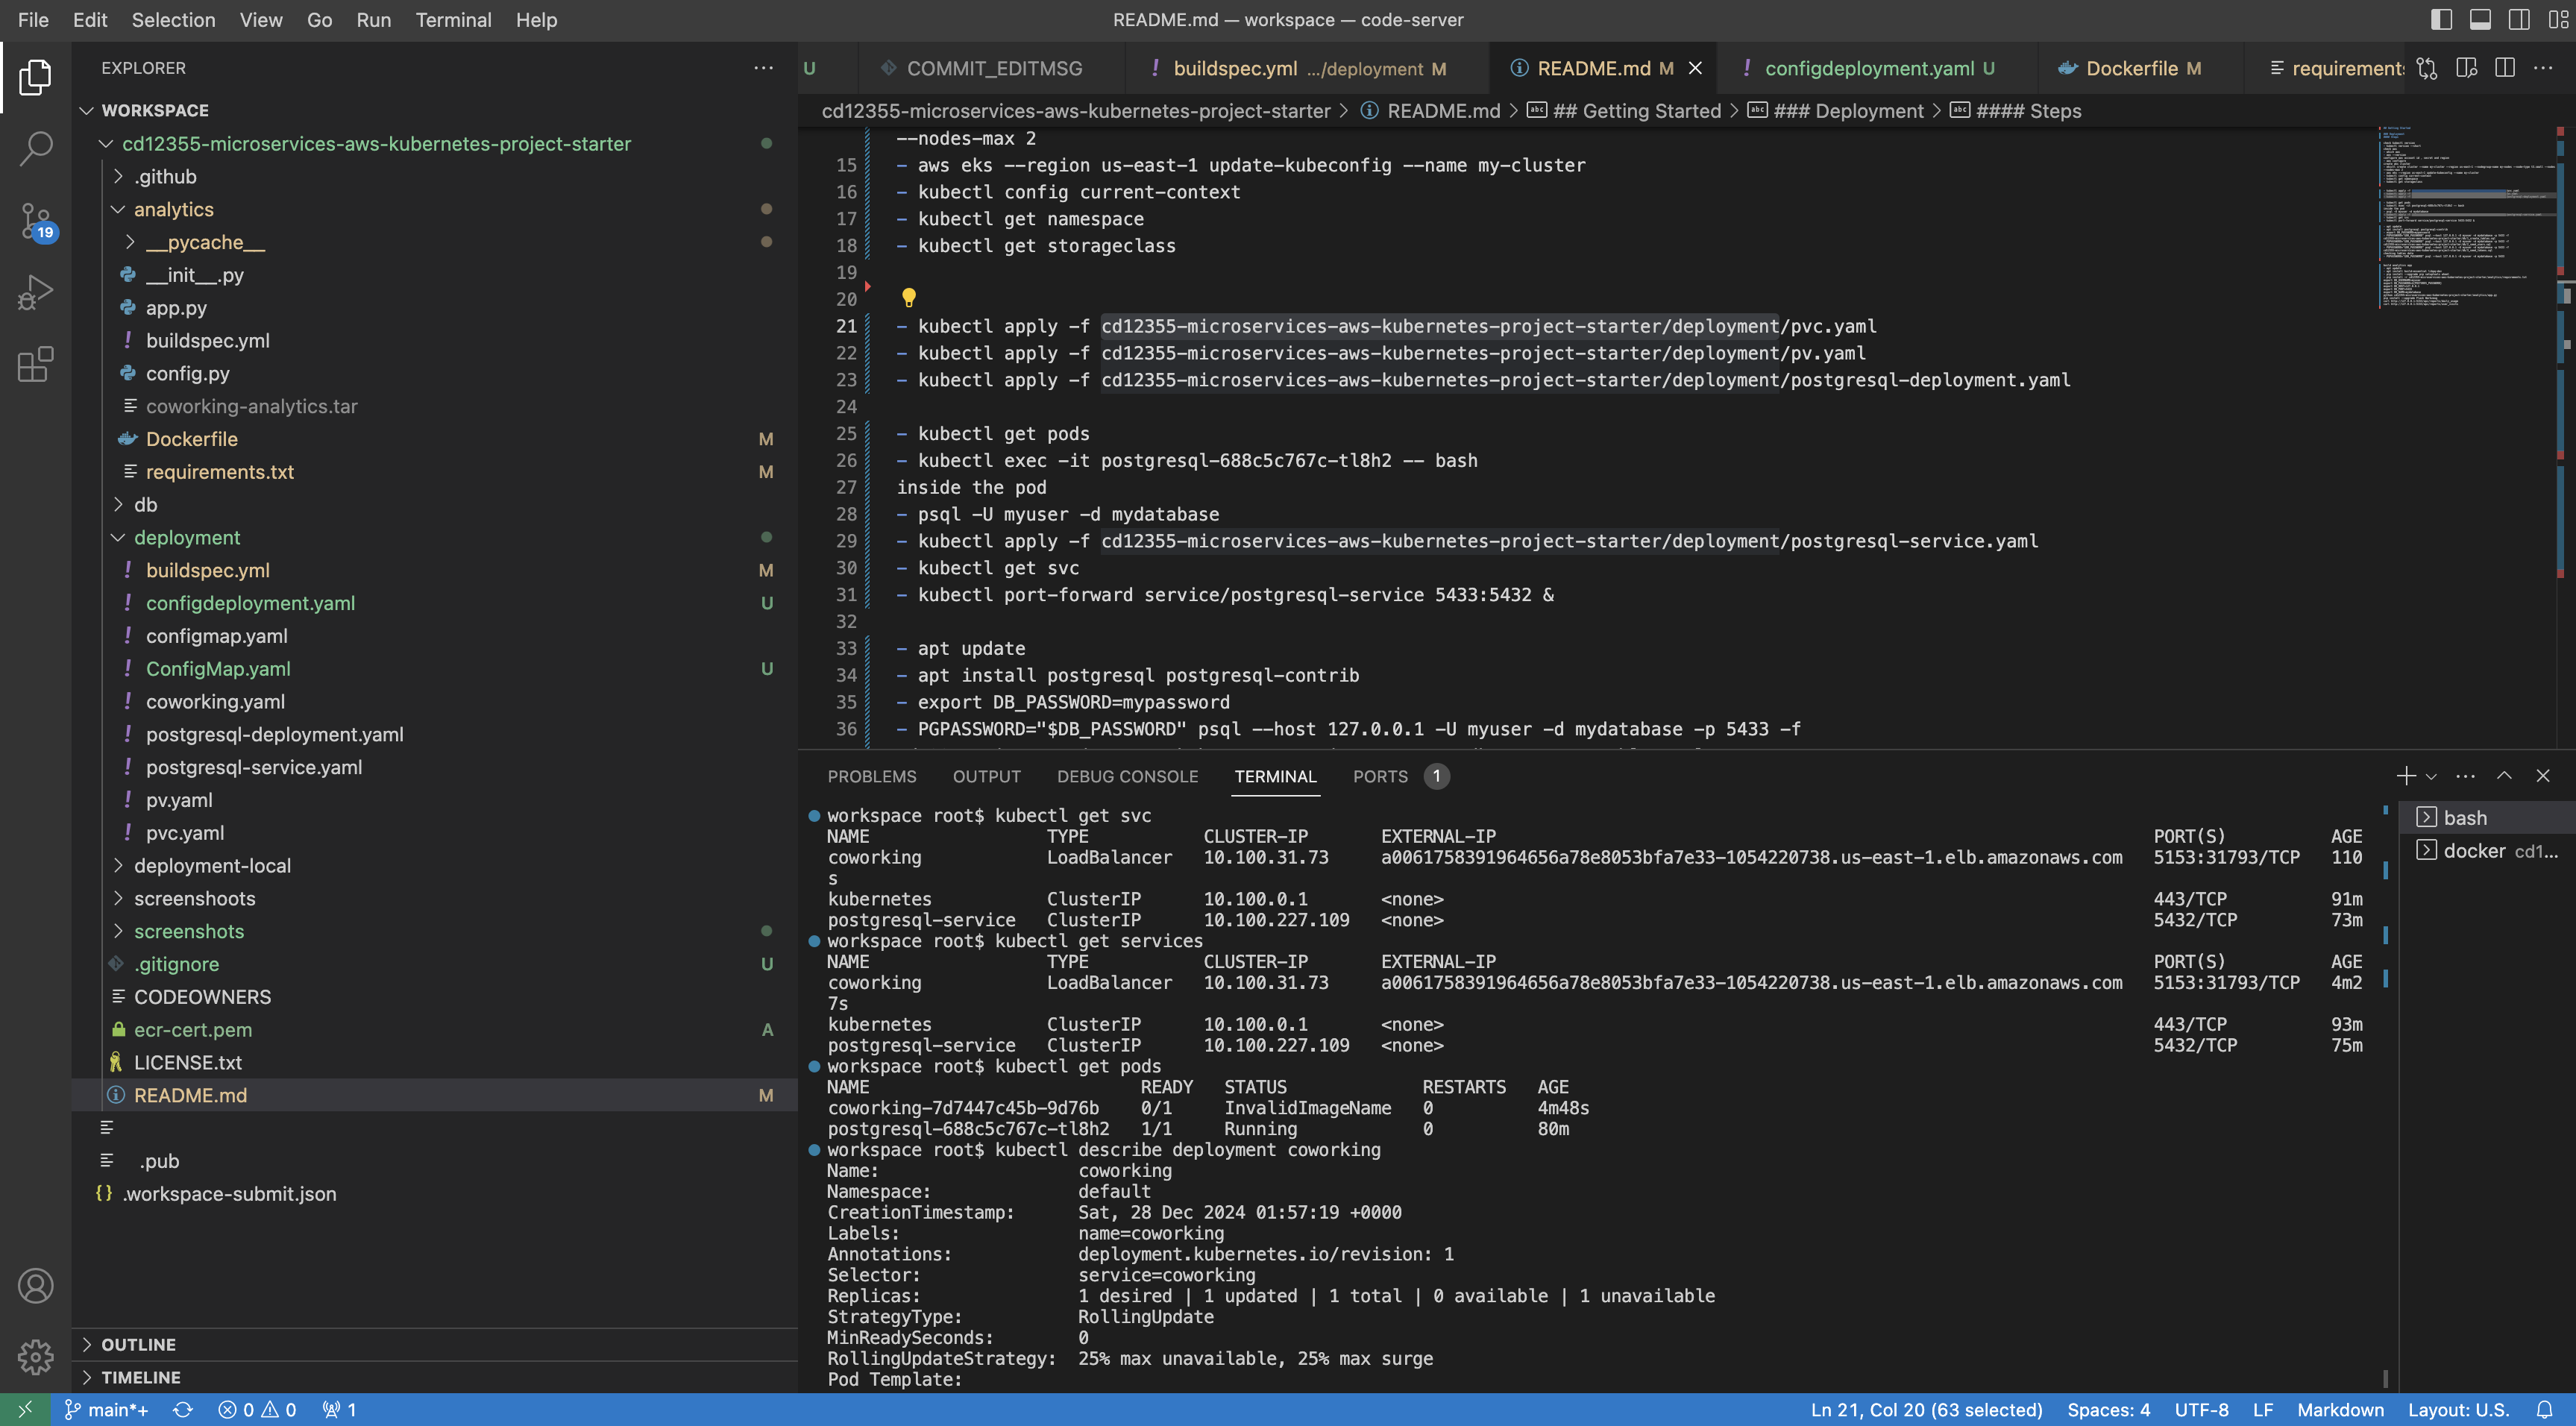 File Edit Selection View Go Run Terminal Help
README.md — workspace — code-server
EXPLORER
WORKSPACE
cd12355-microservices-aws-kubernetes-project-starter
.github
analytics
__pycache__
__init__.py
app.py
buildspec.yml
config.py
coworking-analytics.tar
Dockerfile M
requirements.txt M
db
deployment
buildspec.yml M
configdeployment.yaml U
configmap.yaml
ConfigMap.yaml U
coworking.yaml
postgresql-deployment.yaml
postgresql-service.yaml
pv.yaml
pvc.yaml
deployment-local
screenshoots
screenshots
.gitignore U
CODEOWNERS
ecr-cert.pem A
LICENSE.txt
README.md M
.pub
.workspace-submit.json
OUTLINE
TIMELINE
19
U COMMIT_EDITMSG buildspec.yml .../deployment M README.md M configdeployment.yaml U Dockerfile M requirement
cd12355-microservices-aws-kubernetes-project-starter > README.md > ## Getting Started > ### Deployment > #### Steps
--nodes-max 2
15 - aws eks --region us-east-1 update-kubeconfig --name my-cluster
16 - kubectl config current-context
17 - kubectl get namespace
18 - kubectl get storageclass
19
20
21 - kubectl apply -f cd12355-microservices-aws-kubernetes-project-starter/deployment/pvc.yaml
22 - kubectl apply -f cd12355-microservices-aws-kubernetes-project-starter/deployment/pv.yaml
23 - kubectl apply -f cd12355-microservices-aws-kubernetes-project-starter/deployment/postgresql-deployment.yaml
24
25 - kubectl get pods
26 - kubectl exec -it postgresql-688c5c767c-tl8h2 -- bash
27 inside the pod
28 - psql -U myuser -d mydatabase
29 - kubectl apply -f cd12355-microservices-aws-kubernetes-project-starter/deployment/postgresql-service.yaml
30 - kubectl get svc
31 - kubectl port-forward service/postgresql-service 5433:5432 &
32
33 - apt update
34 - apt install postgresql postgresql-contrib
35 - export DB_PASSWORD=mypassword
36 - PGPASSWORD="$DB_PASSWORD" psql --host 127.0.0.1 -U myuser -d mydatabase -p 5433 -f
PROBLEMS OUTPUT DEBUG CONSOLE TERMINAL PORTS 1
workspace root$ kubectl get svc
NAME TYPE CLUSTER-IP EXTERNAL-IP PORT(S) AGE
coworking LoadBalancer 10.100.31.73 a0061758391964656a78e8053bfa7e33-1054220738.us-east-1.elb.amazonaws.com 5153:31793/TCP 110
s
kubernetes ClusterIP 10.100.0.1 <none> 443/TCP 91m
postgresql-service ClusterIP 10.100.227.109 <none> 5432/TCP 73m
workspace root$ kubectl get services
NAME TYPE CLUSTER-IP EXTERNAL-IP PORT(S) AGE
coworking LoadBalancer 10.100.31.73 a0061758391964656a78e8053bfa7e33-1054220738.us-east-1.elb.amazonaws.com 5153:31793/TCP 4m2
7s
kubernetes ClusterIP 10.100.0.1 <none> 443/TCP 93m
postgresql-service ClusterIP 10.100.227.109 <none> 5432/TCP 75m
workspace root$ kubectl get pods
NAME READY STATUS RESTARTS AGE
coworking-7d7447c45b-9d76b 0/1 InvalidImageName 0 4m48s
postgresql-688c5c767c-tl8h2 1/1 Running 0 80m
workspace root$ kubectl describe deployment coworking
Name: coworking
Namespace: default
CreationTimestamp: Sat, 28 Dec 2024 01:57:19 +0000
Labels: name=coworking
Annotations: deployment.kubernetes.io/revision: 1
Selector: service=coworking
Replicas: 1 desired | 1 updated | 1 total | 0 available | 1 unavailable
StrategyType: RollingUpdate
MinReadySeconds: 0
RollingUpdateStrategy: 25% max unavailable, 25% max surge
Pod Template:
bash
docker cd1...
main*+ 0 0 1
Ln 21, Col 20 (63 selected) Spaces: 4 UTF-8 LF Markdown Layout: U.S.